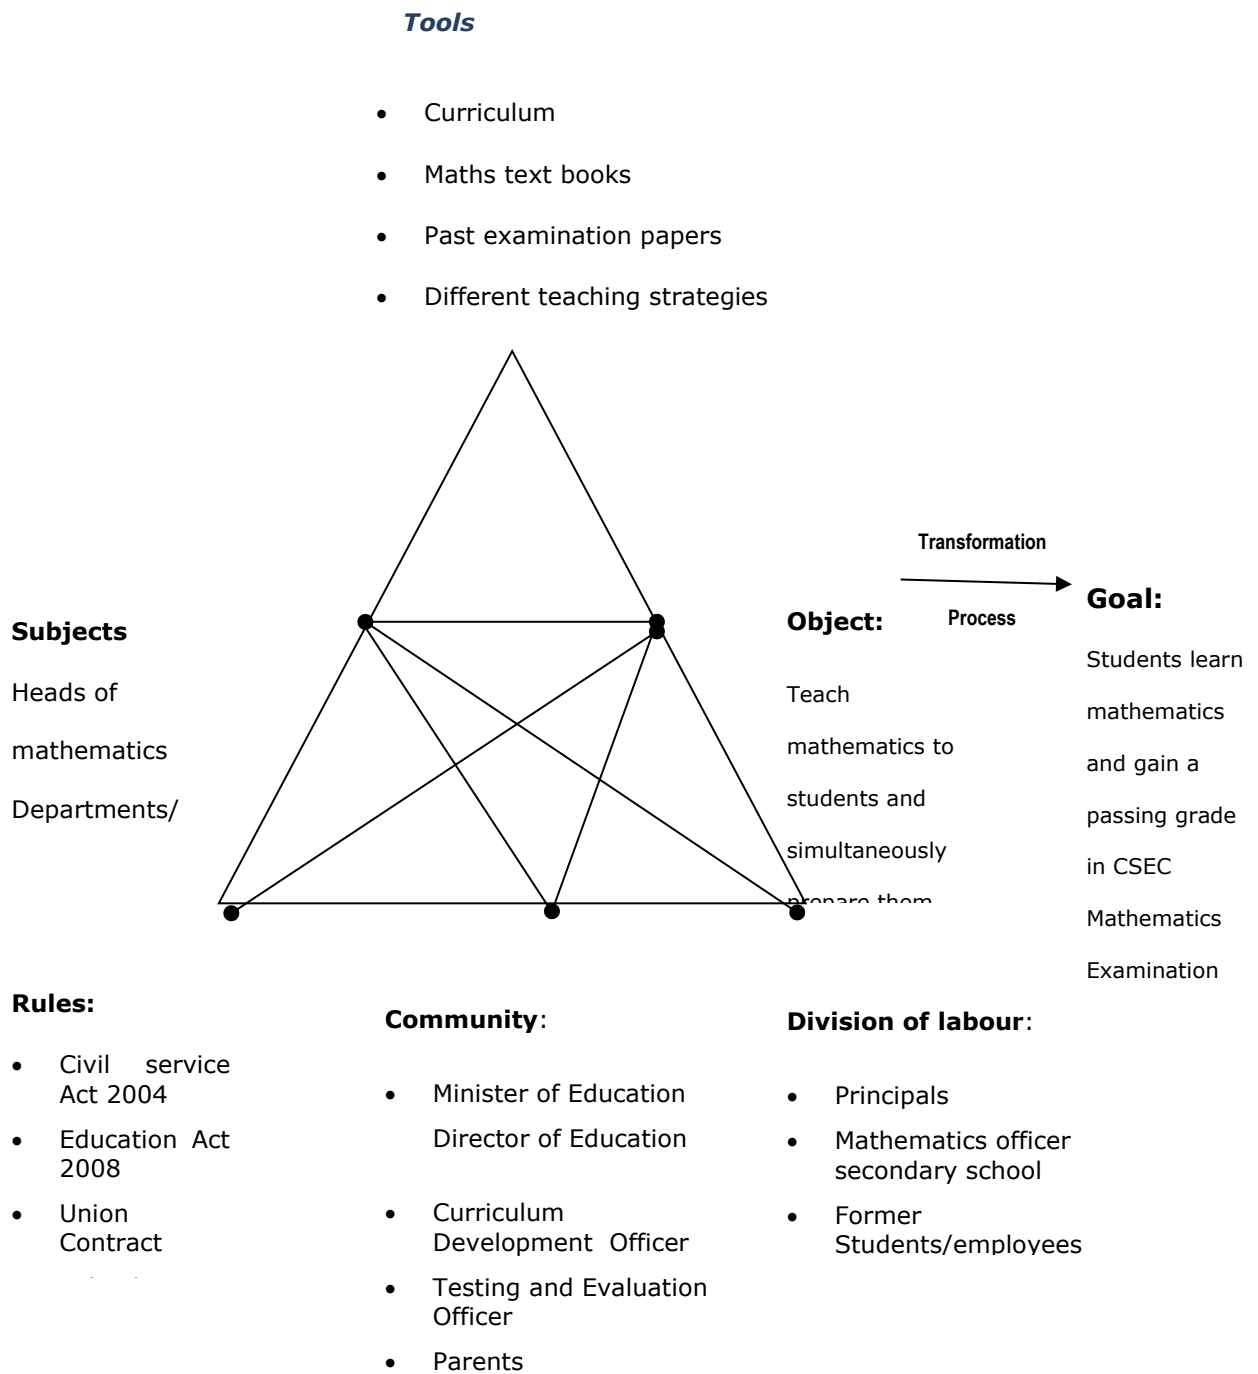 Tools
• Curriculum
• Maths text books
• Past examination papers
• Different teaching strategies
Transformation
Process
Subjects
Heads of
mathematics
Departments/
Object:
Teach
mathematics to
students and
simultaneously
prepare them
Goal:
Students learn
mathematics
and gain a
passing grade
in CSEC
Mathematics
Examination
Rules:
• Civil service
Act 2004
• Education Act
2008
• Union
Contract
Community:
• Minister of Education
Director of Education
• Curriculum
Development Officer
• Testing and Evaluation
Officer
• Parents
Division of labour:
• Principals
• Mathematics officer
secondary school
• Former
Students/employees